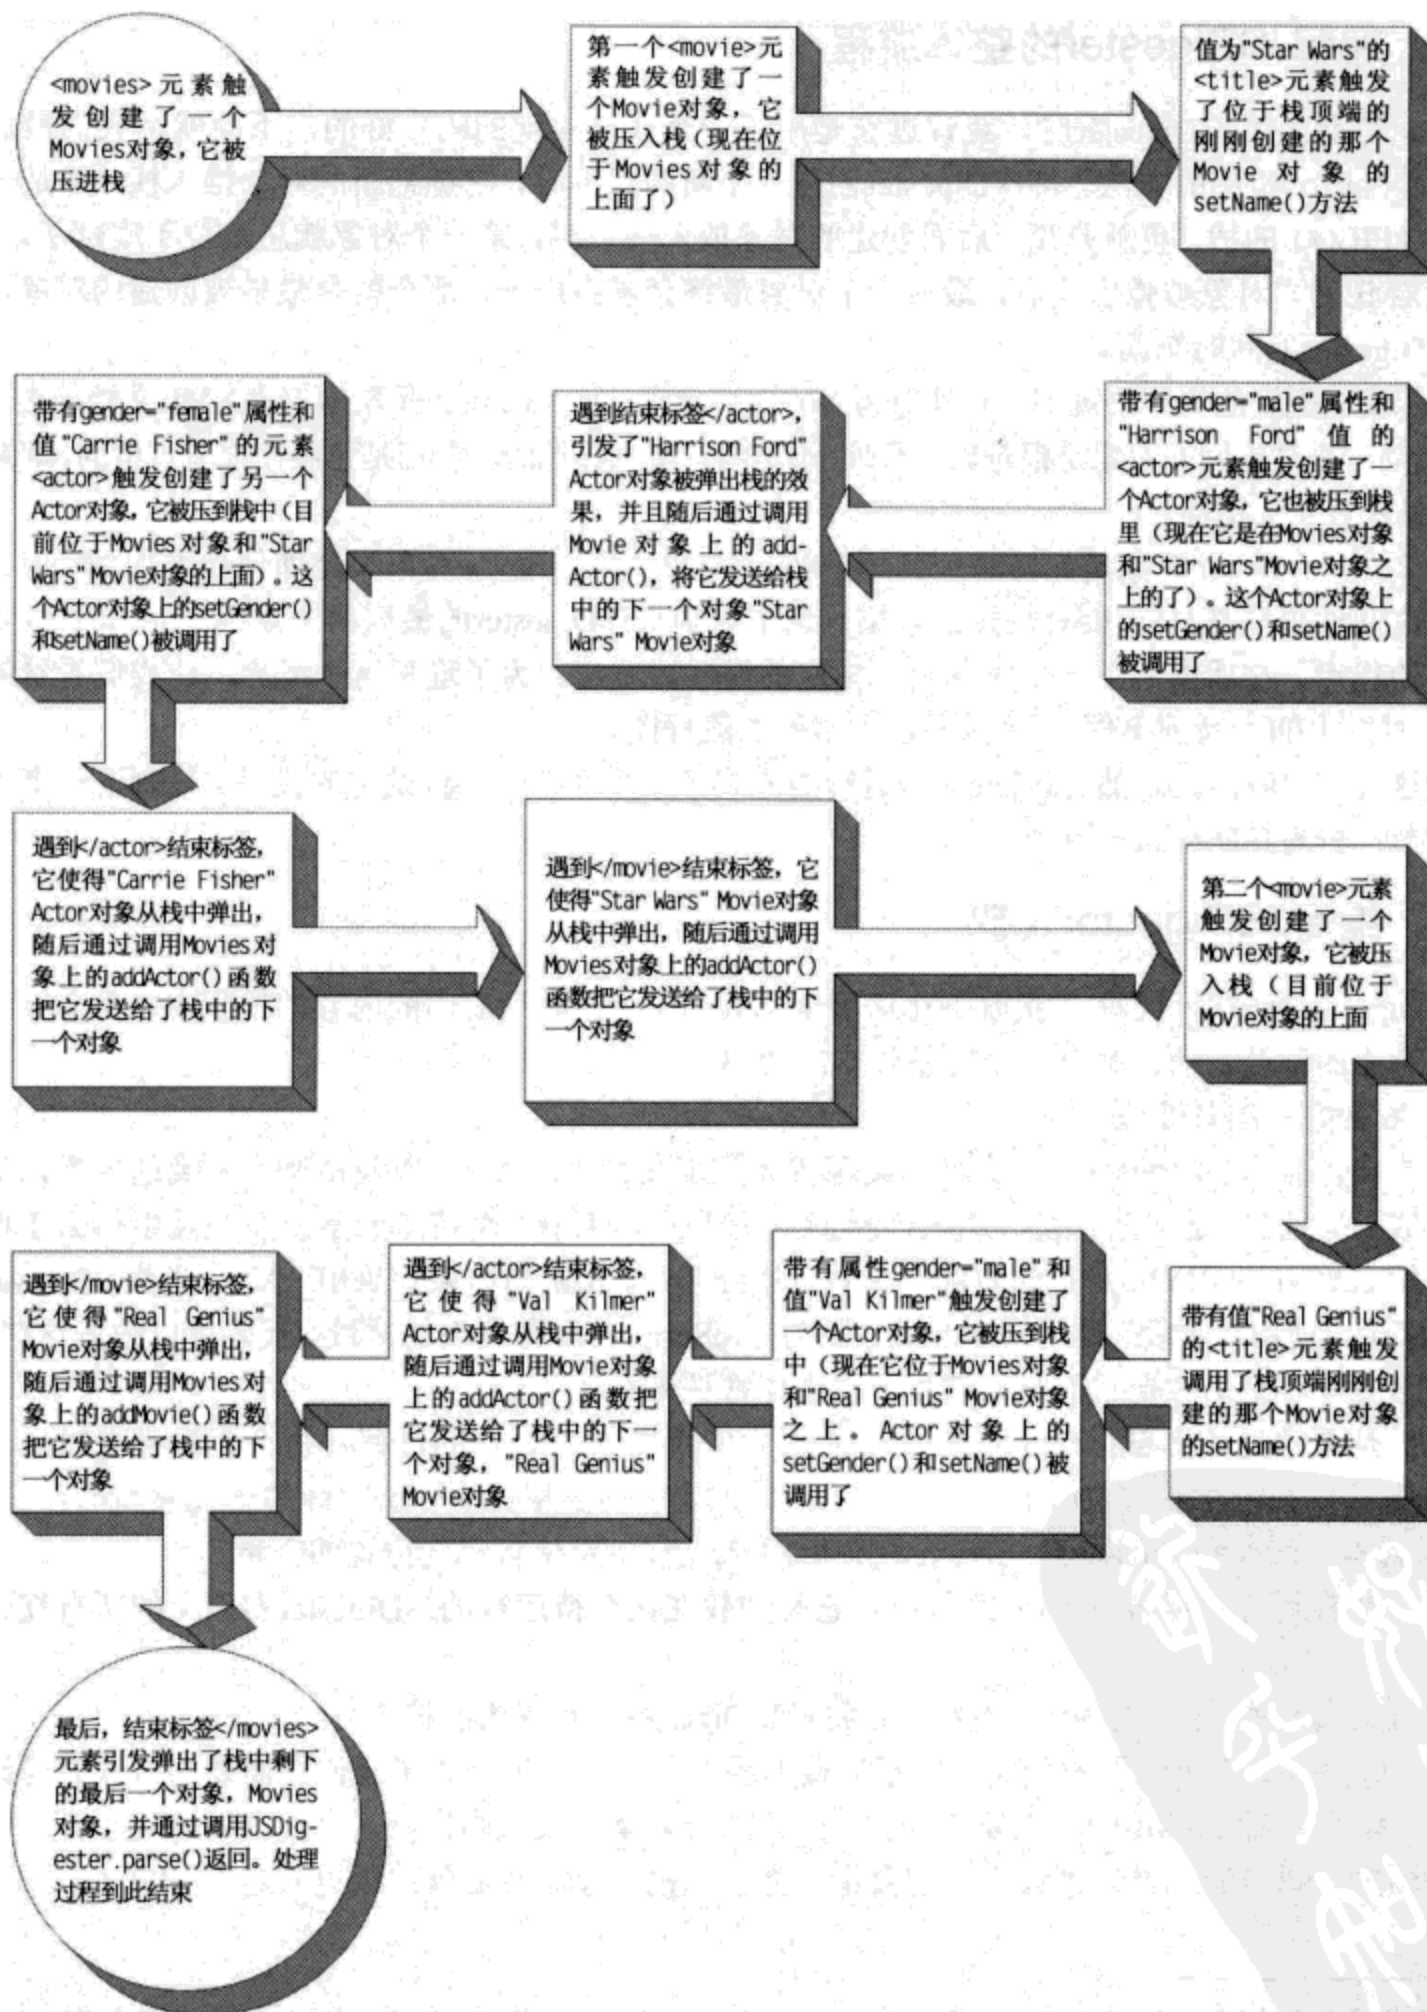 <movies>元素触
发创建了一个
Movies对象，它被
压进栈
第一个<movie>元
素触发创建了一
个Movie对象，它
被压入栈（现在位
于Movies对象的
上面了）
值为"Star Wars"的
<title>元素触发
了位于栈顶端的
刚刚创建的那个
Movie对象的
setName()方法
带有gender="male"属性和
"Harrison Ford"值的
<actor>元素触发创建了一
个Actor对象，它也被压到栈
里（现在它是在Movies对象
和"Star Wars"Movie对象之
上的了）。这个Actor对象上
的setGender()和setName()
被调用了
遇到结束标签</actor>，
引发了"Harrison Ford"
Actor对象被弹出栈的效
果，并且随后通过调用
Movie对象上的add-
Actor()，将它发送给栈
中的下一个对象"Star
Wars" Movie对象
带有gender="female"属性和
值"Carrie Fisher"的元素
<actor>触发创建了另一个
Actor对象，它被压到栈中（目
前位于Movies对象和"Star
Wars"Movie对象的上面）。这
个Actor对象上的setGender()
和setName()被调用了
遇到</actor>结束标签，
它使得"Carrie Fisher"
Actor对象从栈中弹出，
随后通过调用Movies对
象上的addActor()函数
把它发送给了栈中的下
一个对象
遇到</movie>结束标签，它
使得"Star Wars" Movie对象
从栈中弹出，随后通过调用
Movies对象上的addActor()
函数把它发送给了栈中的下
一个对象
第二个<movie>元素
触发创建了一个
Movie对象，它被压
入栈（目前位于
Movie对象的上面
带有值"Real Genius"
的<title>元素触发
调用了栈顶端刚刚创
建的那个Movie对象
的setName()方法
带有属性gender="male"和
值"Val Kilmer"触发创建了
一个Actor对象，它被压到栈
中（现在它位于Movies对象
和"Real Genius" Movie对象
之上。Actor对象上的
setGender()和setName()被
调用了
遇到</actor>结束标签，
它使得"Val Kilmer"
Actor对象从栈中弹出，
随后通过调用Movie对象
上的addActor()函数把
它发送给了栈中的下一
个对象，"Real Genius"
Movie对象
遇到</movie>结束标签，
它使得"Real Genius"
Movie对象从栈中弹出，
随后通过调用Movies对
象上的addMovie()函数
把它发送给了栈中的下
一个对象
最后，结束标签</movies>
元素引发弹出了栈中剩下
的最后一个对象，Movies
对象，并通过调用JSDig-
ester.parse()返回。处理
过程到此结束